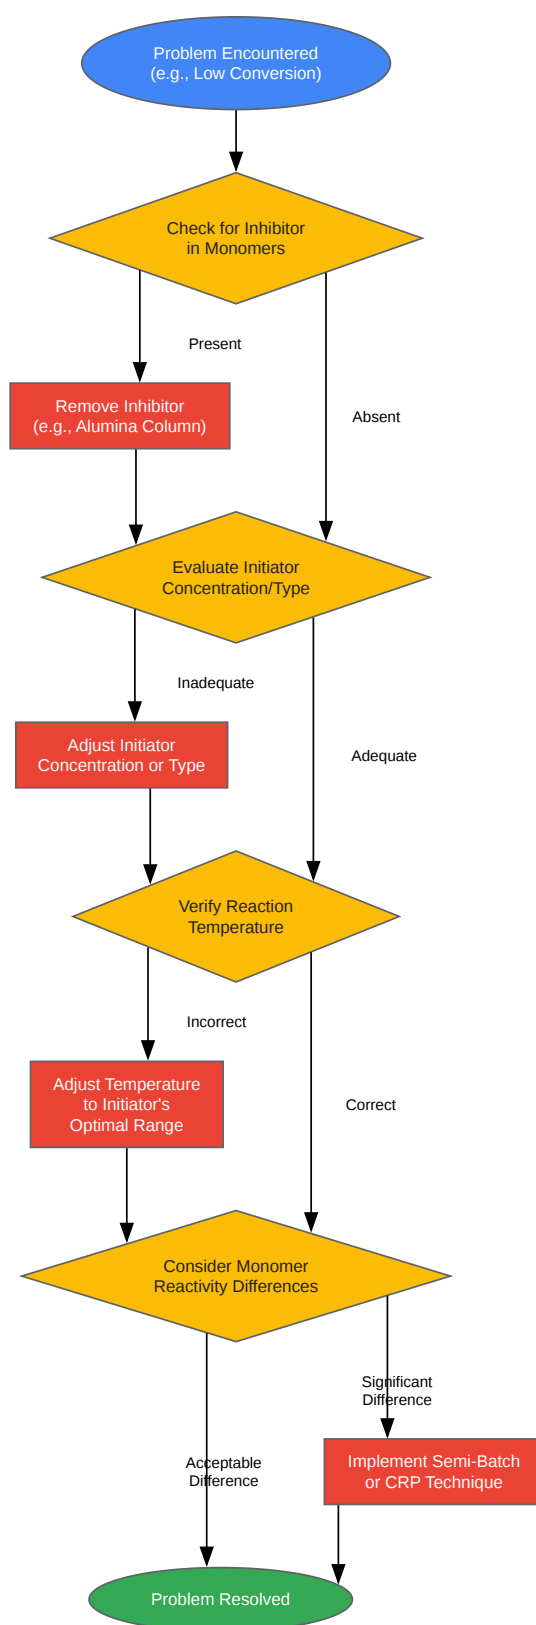 Problem Encountered
(e.g., Low Conversion)
Check for Inhibitor
in Monomers
Present
Remove Inhibitor
(e.g., Alumina Column)
Absent
Evaluate Initiator
Concentration/Type
Inadequate
Adjust Initiator
Concentration or Type
Adequate
Verify Reaction
Temperature
Incorrect
Adjust Temperature
to Initiator's
Optimal Range
Correct
Consider Monomer
Reactivity Differences
Significant
Difference
Acceptable
Difference
Implement Semi-Batch
or CRP Technique
Problem Resolved